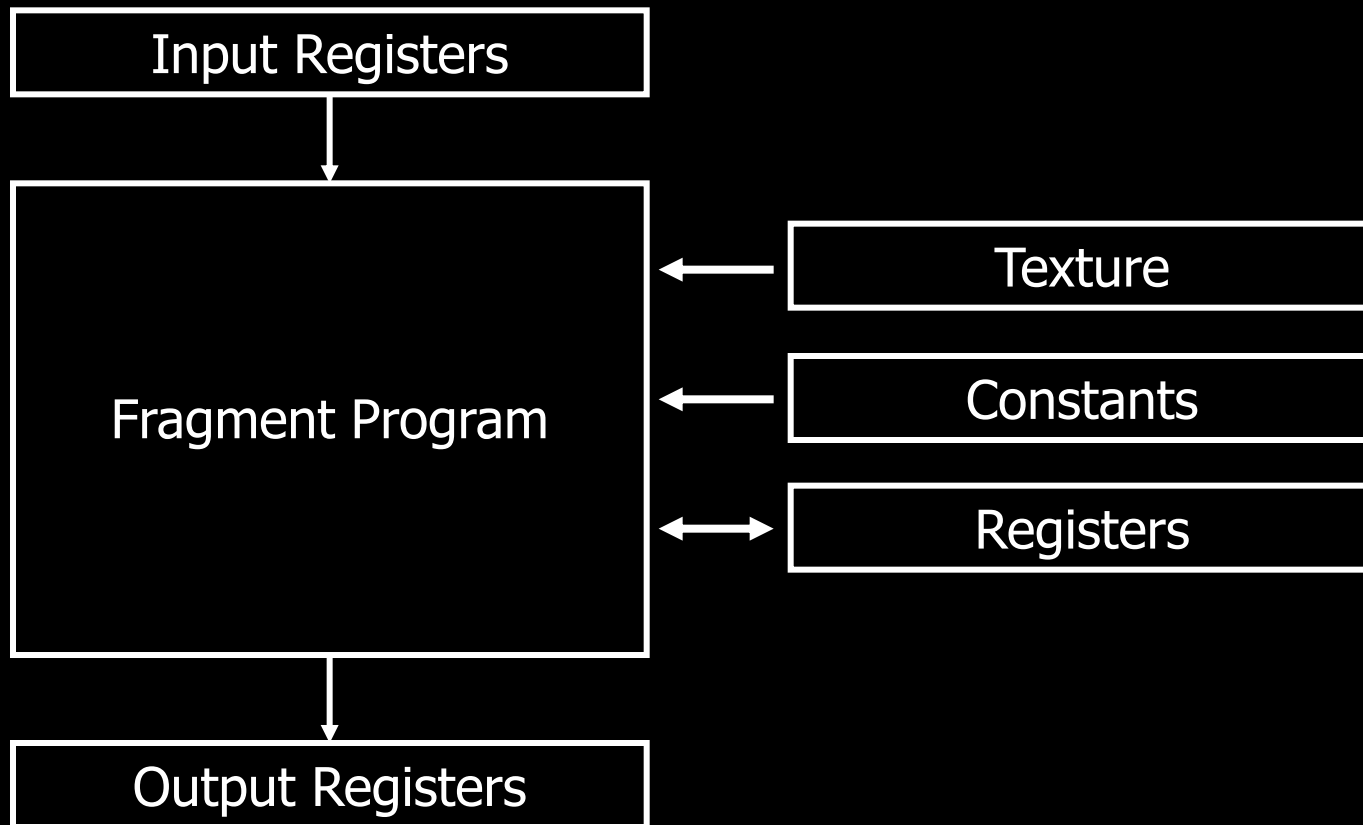 Input Registers
Texture
Constants
Fragment Program
Registers
Output Registers